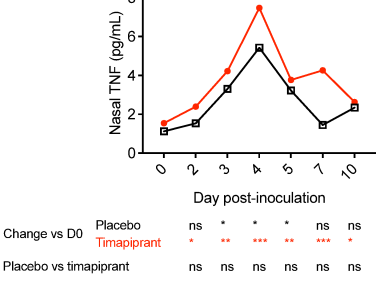 8
6
4
2
0
Nasal TNF (pg/mL)
0 2 3 4 5 7 10
Day post-inoculation
Change vs D0
Placebo ns * * * ns ns
Timapiprant * ** *** ** *** *
Placebo vs timapiprant ns ns ns ns ns ns